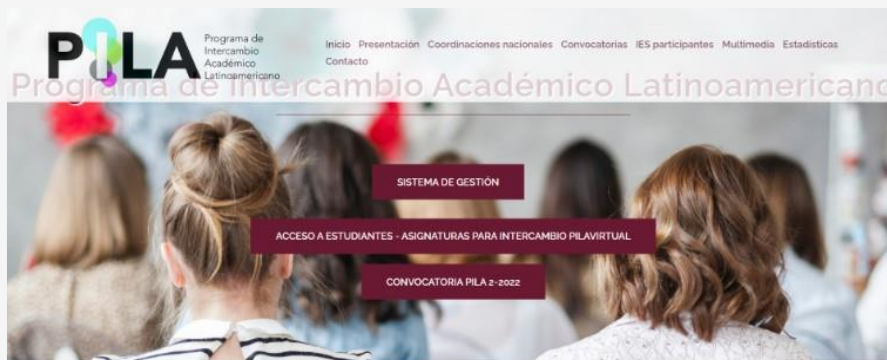 PILA
Programa de
Intercambio
Académico
Latinoamericano
Inicio Presentación Coordinaciones nacionales Convocatorias IES participantes Multimedia Estadísticas
Contacto
Programa de Intercambio Académico Latinoamericano
SISTEMA DE GESTIÓN
ACCESO A ESTUDIANTES - ASIGNATURAS PARA INTERCAMBIO PILAVIRTUAL
CONVOCATORIA PILA 2-2022